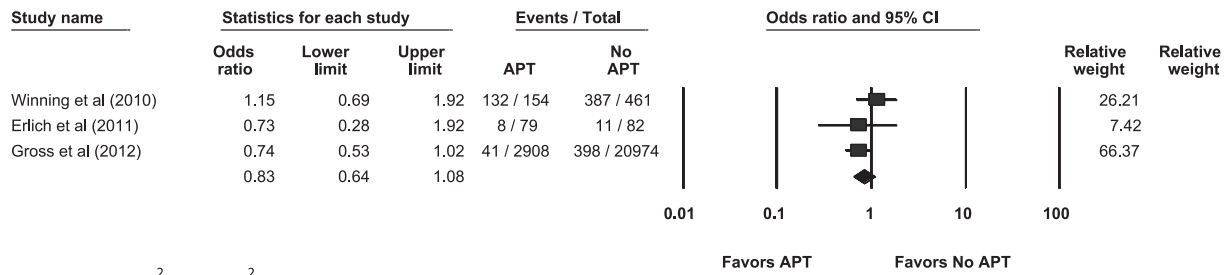 Study name Statistics for each study Events / Total Odds ratio and 95% CI
Odds ratio Lower limit Upper limit APT No APT Relative weight Relative weight
Winning et al (2010) 1.15 0.69 1.92 132 / 154 387 / 461 26.21
Erlich et al (2011) 0.73 0.28 1.92 8 / 79 11 / 82 7.42
Gross et al (2012) 0.74 0.53 1.02 41 / 2908 398 / 20974 66.37
0.83 0.64 1.08
0.01 0.1 1 10 100
Favors APT Favors No APT
2 2